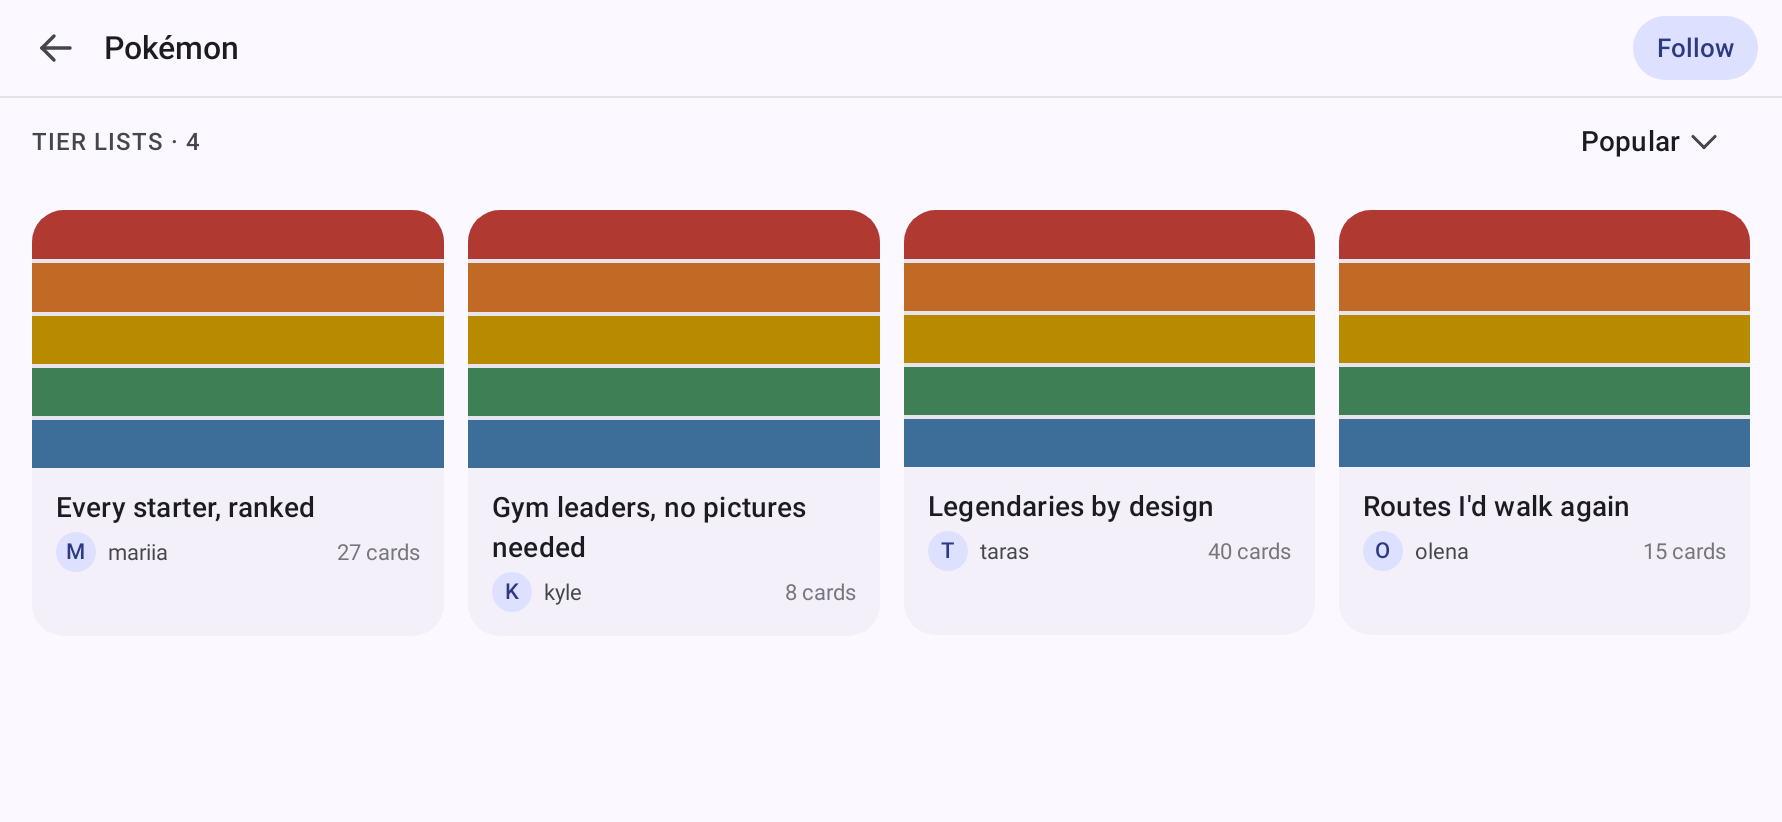 Pokémon
Follow
TIER LISTS · 4
Popular
Every starter, ranked
M mariia 27 cards
Gym leaders, no pictures
needed
K kyle 8 cards
Legendaries by design
T taras 40 cards
Routes I'd walk again
O olena 15 cards